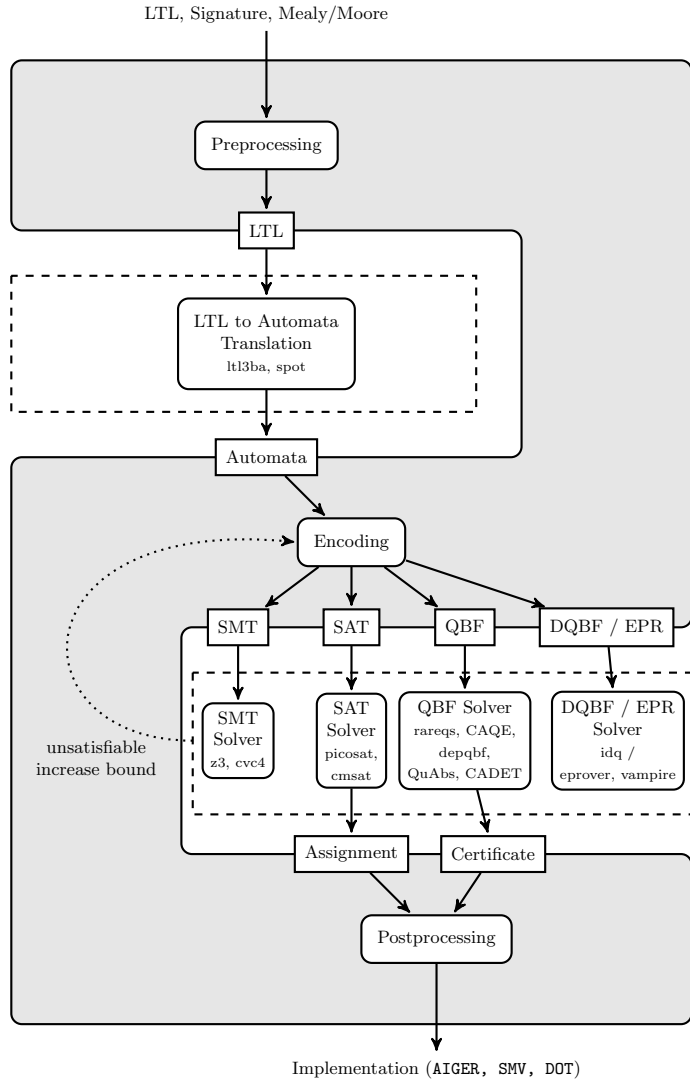 LTL, Signature, Mealy/Moore
Preprocessing
LTL
LTL to Automata
Translation
ltl3ba, spot
Automata
Encoding
SMT
SAT
QBF
DQBF / EPR
unsatisfiable
increase bound
SMT
Solver
z3, cvc4
SAT
Solver
picosat,
cmsat
QBF Solver
rareqs, CAQE,
depqbf,
QuAbs, CADET
DQBF / EPR
Solver
idq /
eprover, vampire
Assignment
Certificate
Postprocessing
Implementation (AIGER, SMV, DOT)